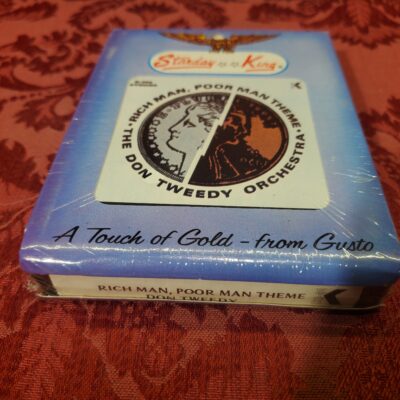 Starday King
RICH MAN, POOR MAN THEME • THE DON TWEEDY ORCHESTRA •
A Touch of Gold - from Gusto
RICH MAN, POOR MAN THEME
DON TWEEDY